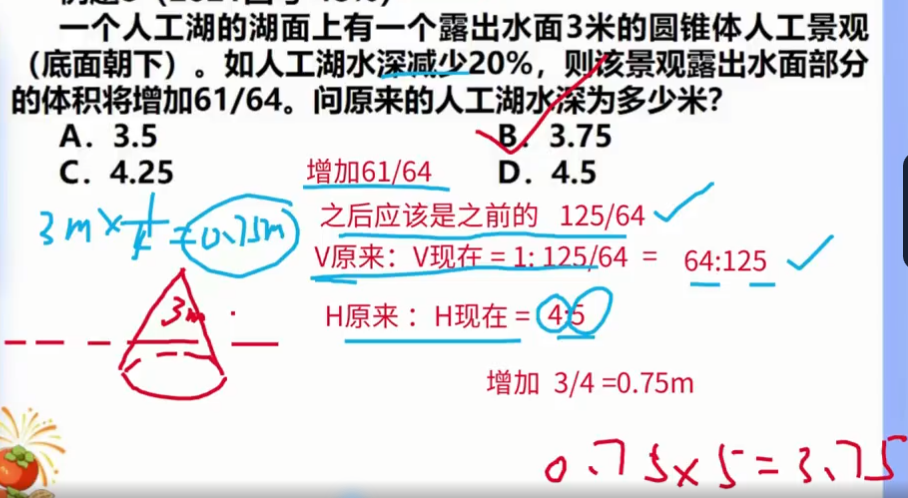 一个人工湖的湖面上有一个露出水面3米的圆锥体人工景观
（底面朝下）。如人工湖水深减少20%，则该景观露出水面部分
的体积将增加61/64。问原来的人工湖水深为多少米？
A. 3.5 B. 3.75
C. 4.25 D. 4.5
增加61/64
3m×1/4=0.75m
之后应该是之前的 125/64
V原来：V现在 = 1: 125/64 = 64:125
3m
H原来：H现在 = 4:5
增加 3/4 =0.75m
0.75×5=3.75